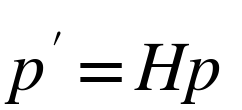 p′ = Hp